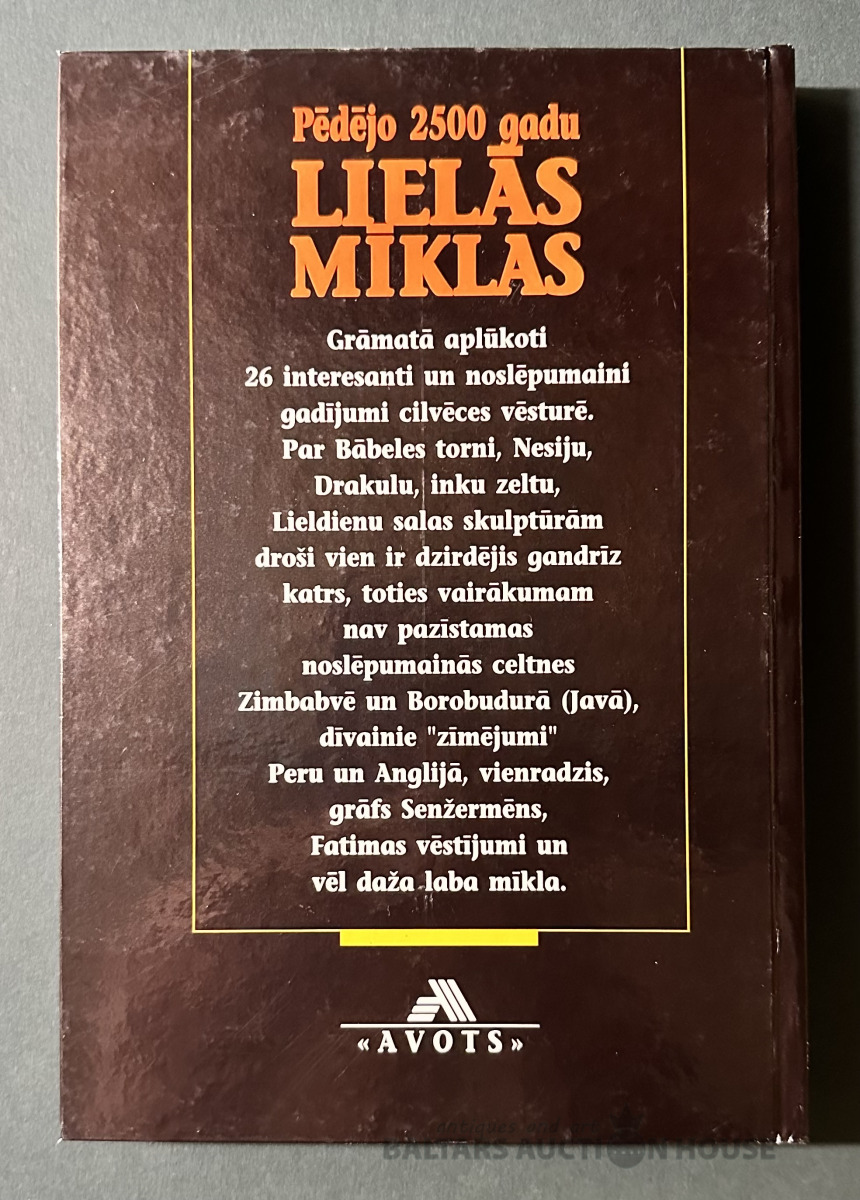 Pēdējo 2500 gadu
LIELĀS
MĪKLAS
Grāmatā aplūkoti
26 interesanti un noslēpumaini
gadījumi cilvēces vēsturē.
Par Bābeles torni, Nesiju,
Drakulu, inku zeltu,
Lieldienu salas skulptūrām
droši vien ir dzirdējis gandrīz
katrs, toties vairākumam
nav pazīstamas
noslēpumainās celtnes
Zimbabvē un Borobudurā (Javā),
dīvainie "zīmējumi"
Peru un Anglijā, vienradzis,
grāfs Senžermēns,
Fatimas vēstījumi un
vēl daža laba mīkla.
«AVOTS»
antiques and art
BALTARS AUCTION HOUSE